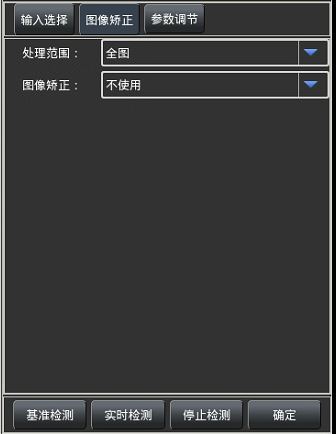 输入选择 图像矫正 参数调节
处理范围： 全图
图像矫正： 不使用
基准检测 实时检测 停止检测 确定